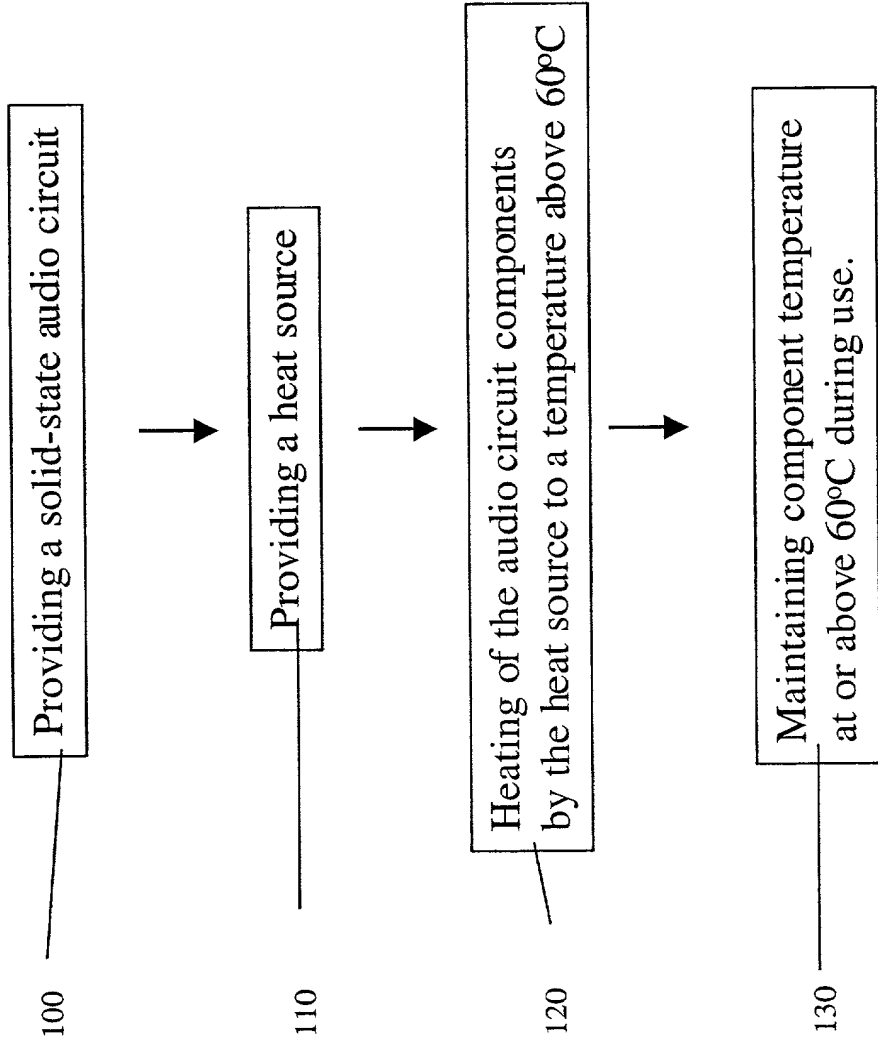 100
Providing a solid-state audio circuit
110
Providing a heat source
120
Heating of the audio circuit components
by the heat source to a temperature above 60ºC
130
Maintaining component temperature
at or above 60ºC during use.